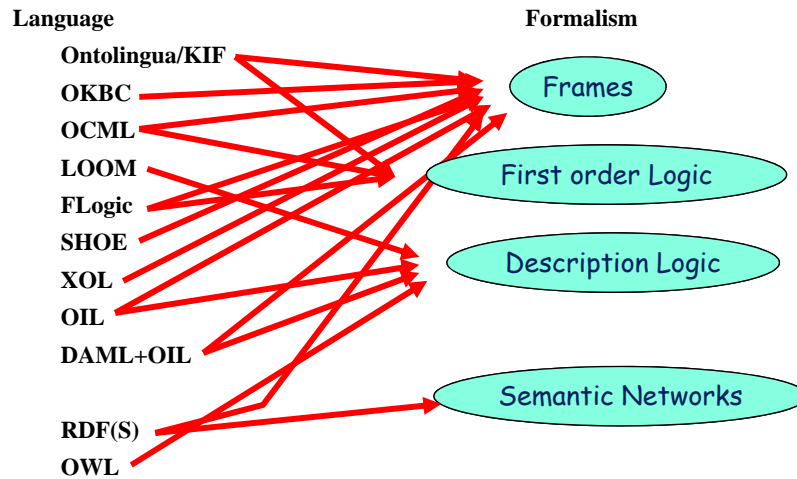 Language
Formalism
Ontolingua/KIF
OKBC
OCML
LOOM
FLogic
SHOE
XOL
OIL
DAML+OIL
RDF(S)
OWL
Frames
First order Logic
Description Logic
Semantic Networks